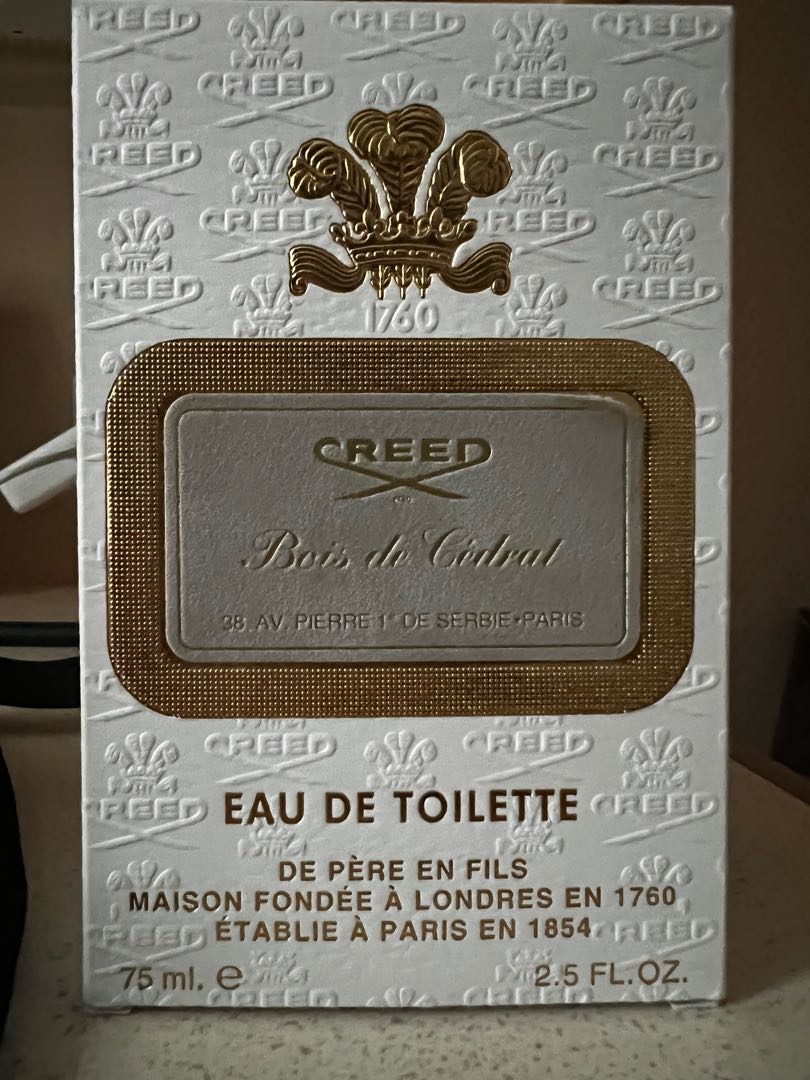 1760
CREED
Bois de Cédrat
38. AV. PIERRE 1ER DE SERBIE•PARIS
EAU DE TOILETTE
DE PÈRE EN FILS
MAISON FONDÉE À LONDRES EN 1760
ÉTABLIE À PARIS EN 1854
75 ml. e
2.5 FL.OZ.